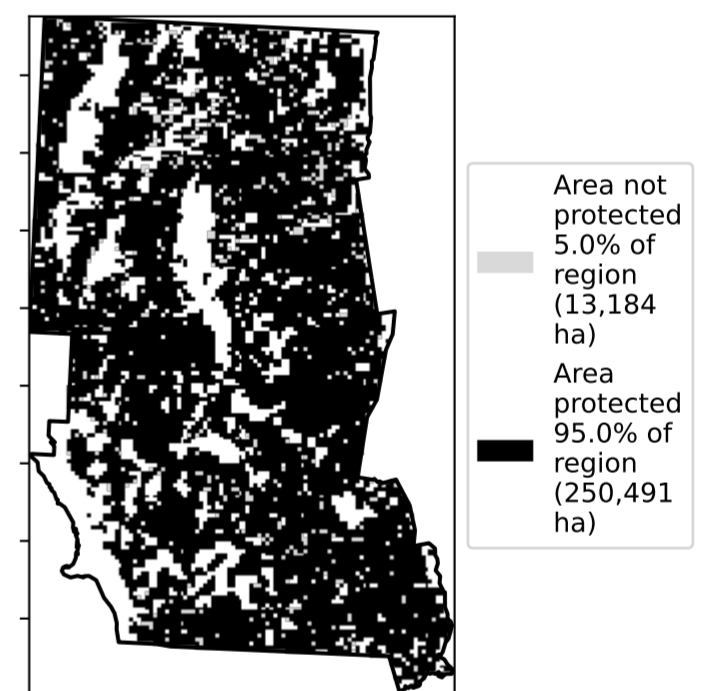 Area not
protected
5.0% of
region
(13,184
ha)
Area
protected
95.0% of
region
(250,491
ha)